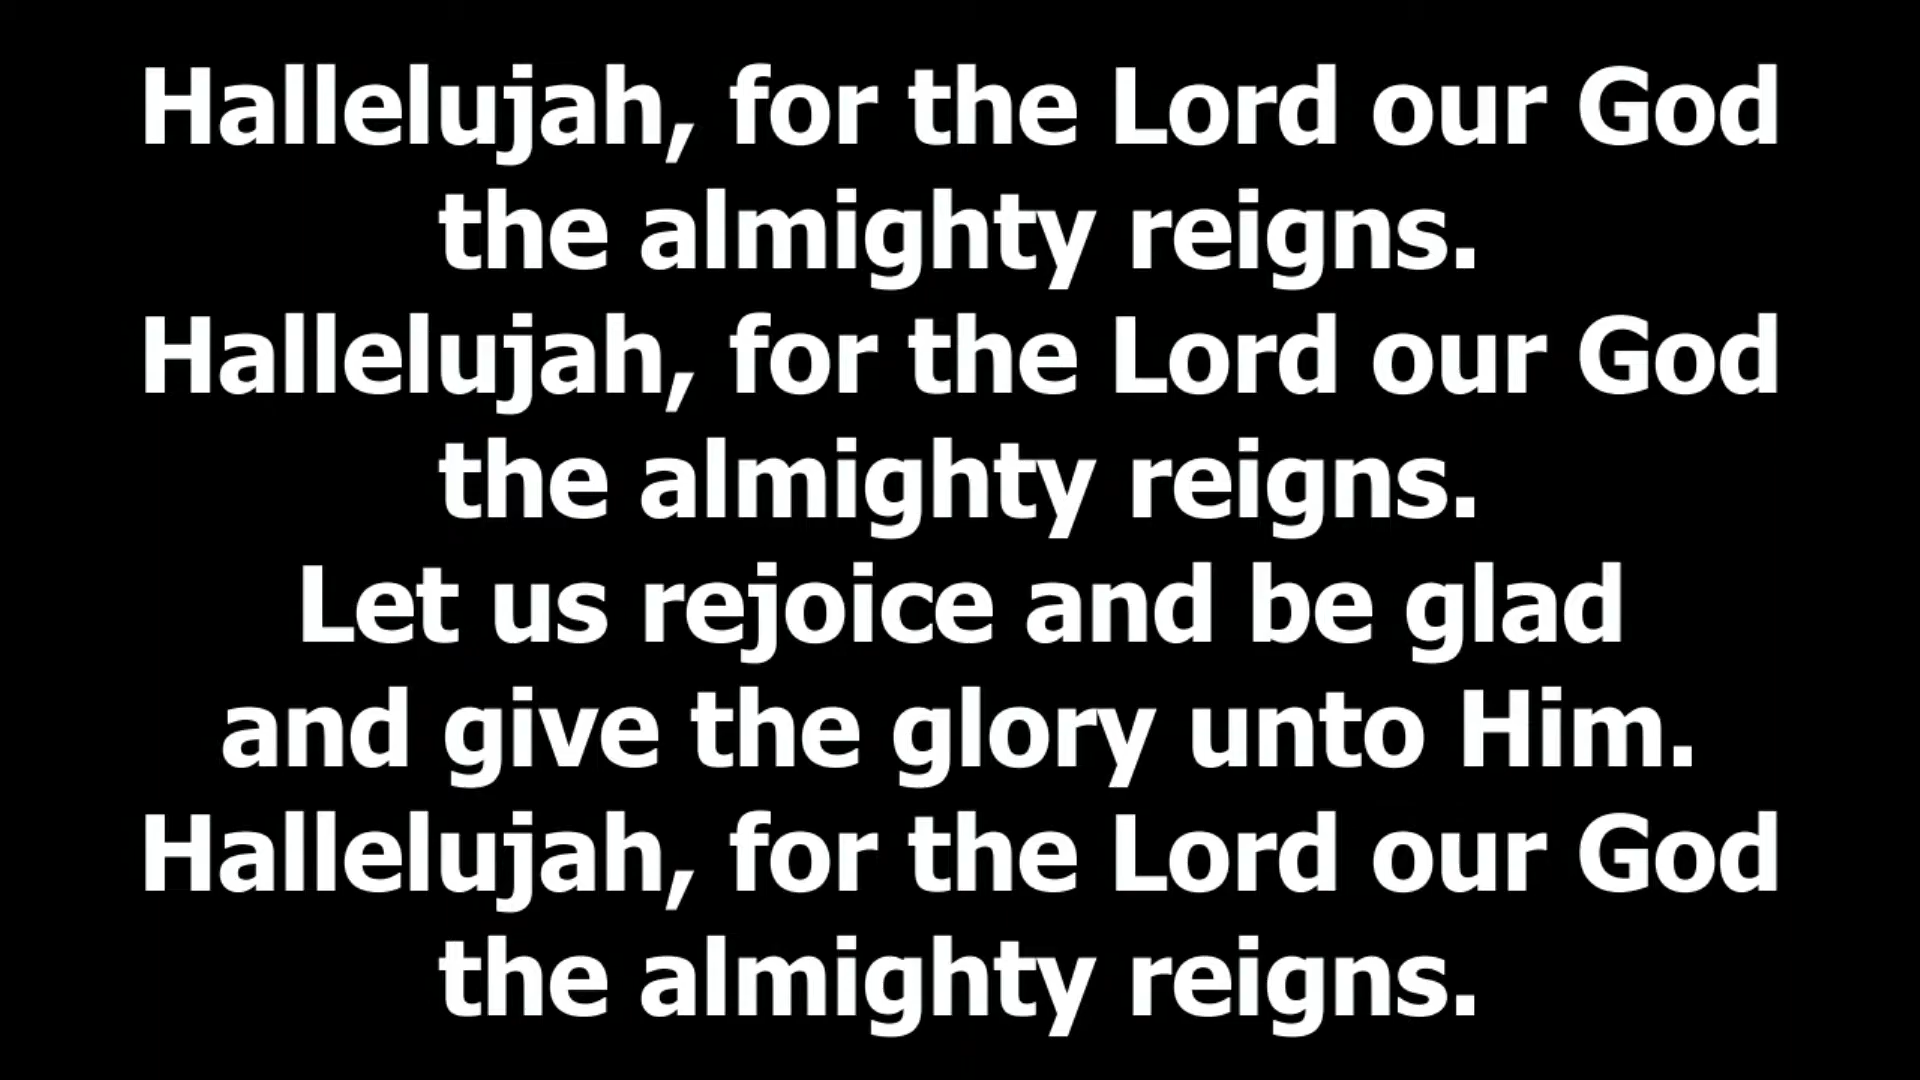 Hallelujah, for the Lord our God
the almighty reigns.
Hallelujah, for the Lord our God
the almighty reigns.
Let us rejoice and be glad
and give the glory unto Him.
Hallelujah, for the Lord our God
the almighty reigns.